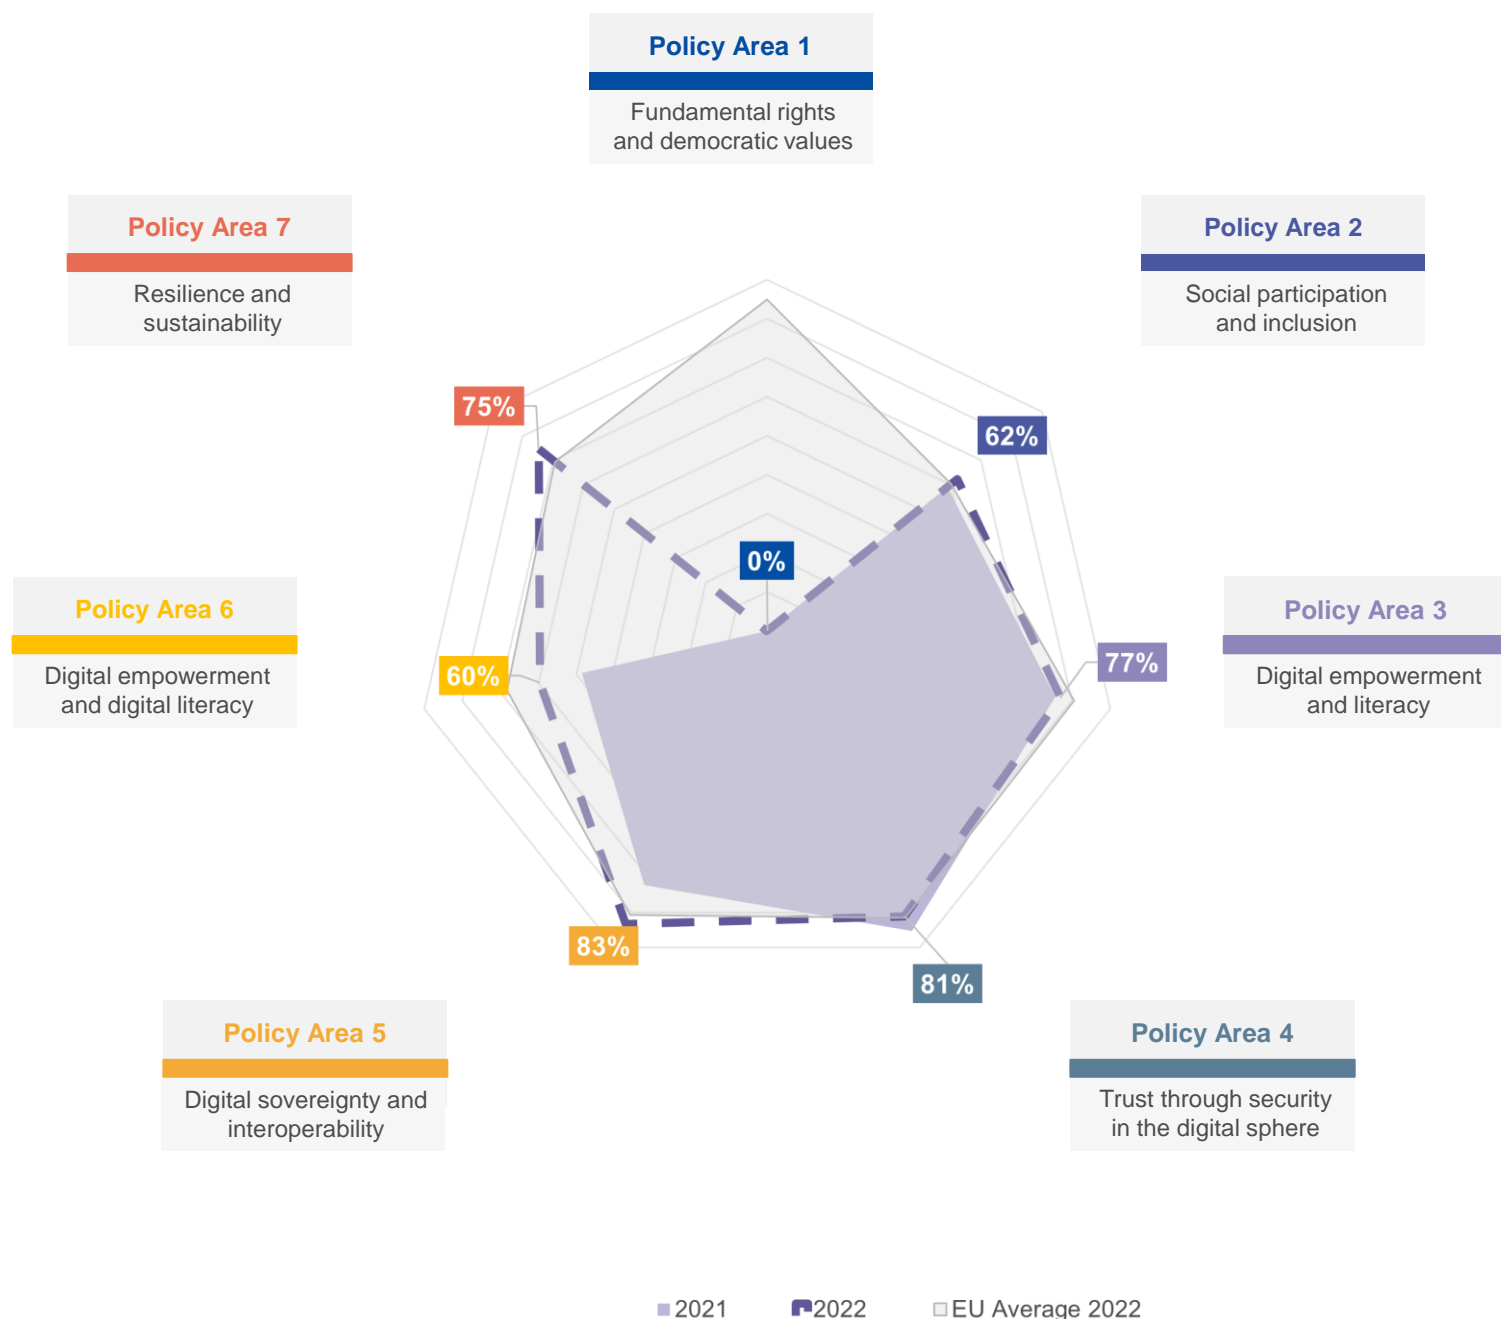 Policy Area 1
Fundamental rights
and democratic values
Policy Area 7
Resilience and
sustainability
Policy Area 2
Social participation
and inclusion
75%
62%
0%
Policy Area 6
Digital empowerment
and digital literacy
60%
77%
Policy Area 3
Digital empowerment
and literacy
83%
81%
Policy Area 5
Digital sovereignty and
interoperability
Policy Area 4
Trust through security
in the digital sphere
2021
2022
EU Average 2022